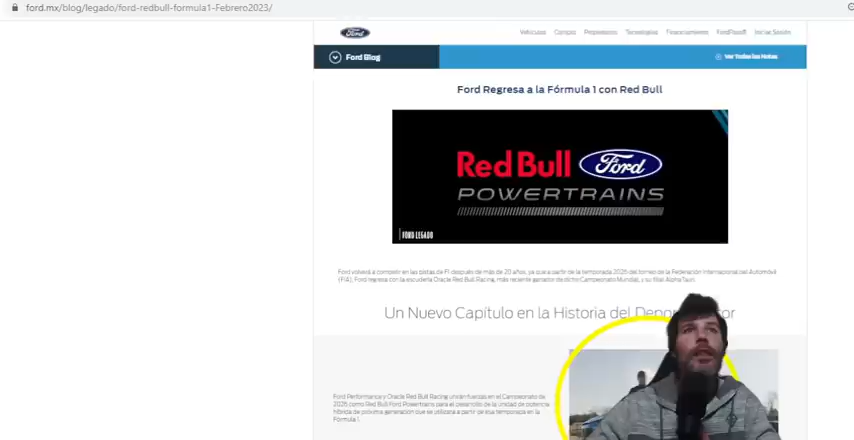 ford.mx/blog/legado/ford-redbull-formula1-Febrero2023/
Ford
Vehículos Compra Propietarios Tecnologías Financiamiento FordPass® Iniciar Sesión
Ford Blog
Ver Todas las Notas
Ford Regresa a la Fórmula 1 con Red Bull
Red Bull Ford
POWERTRAINS
FORD LEGADO
Ford volverá a competir en las pistas de F1 después de más de 20 años, ya que a partir de la temporada 2026 del torneo de la Federación Internacional del Automóvil
(FIA), Ford regresa con la escudería Oracle Red Bull Racing, más reciente ganador de dicho Campeonato Mundial, y su filial AlphaTauri.
Un Nuevo Capítulo en la Historia del Depo or
Ford Performance y Oracle Red Bull Racing unirán fuerzas en el Campeonato de
2026 como Red Bull Ford Powertrains para el desarrollo de la unidad de potencia
híbrida de próxima generación que se utilizará a partir de esa temporada en la
Fórmula 1.